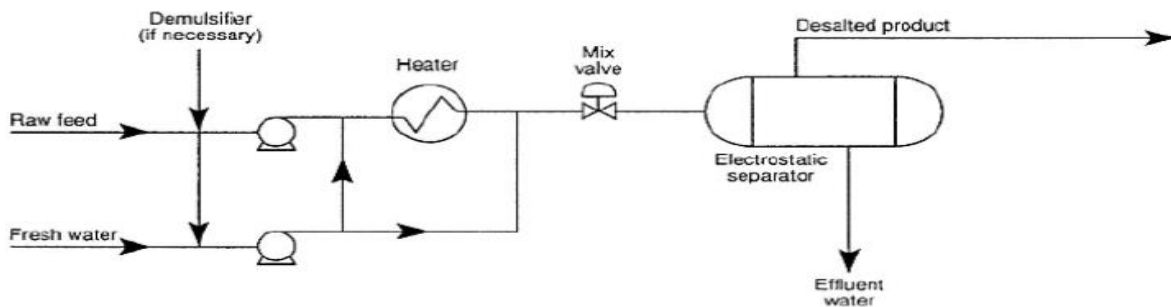 Demulsifier
(if necessary)
Desalted product
Mix
valve
Heater
Raw feed
Electrostatic
separator
Fresh water
Effluent
water